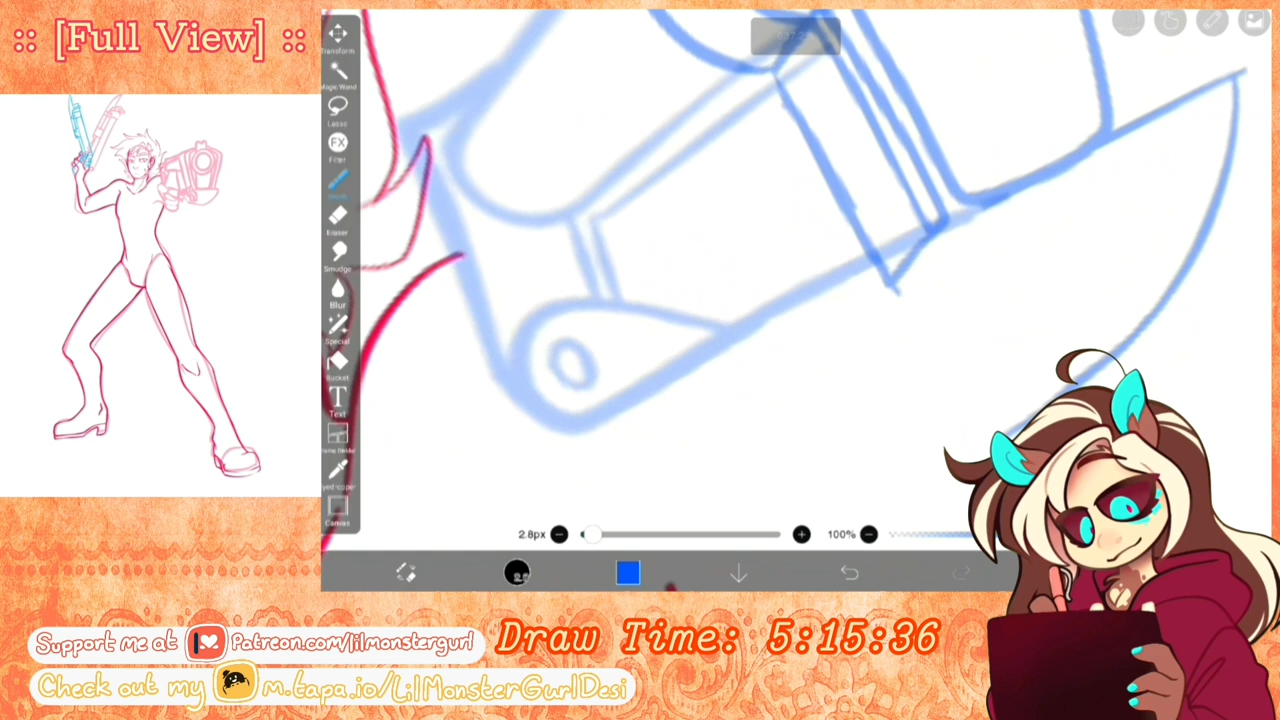 :: [Full View] ::
Transform
Magic Wand
Lasso
FX
Filter
Eraser
Smudge
Blur
Special
Bucket
T
Text
Canvas
2.8px
100%
Support me at Patreon.com/lilmonstergurl
Draw Time: 5:15:36
Check out my m.tapa.io/LilMonsterGurlDesi